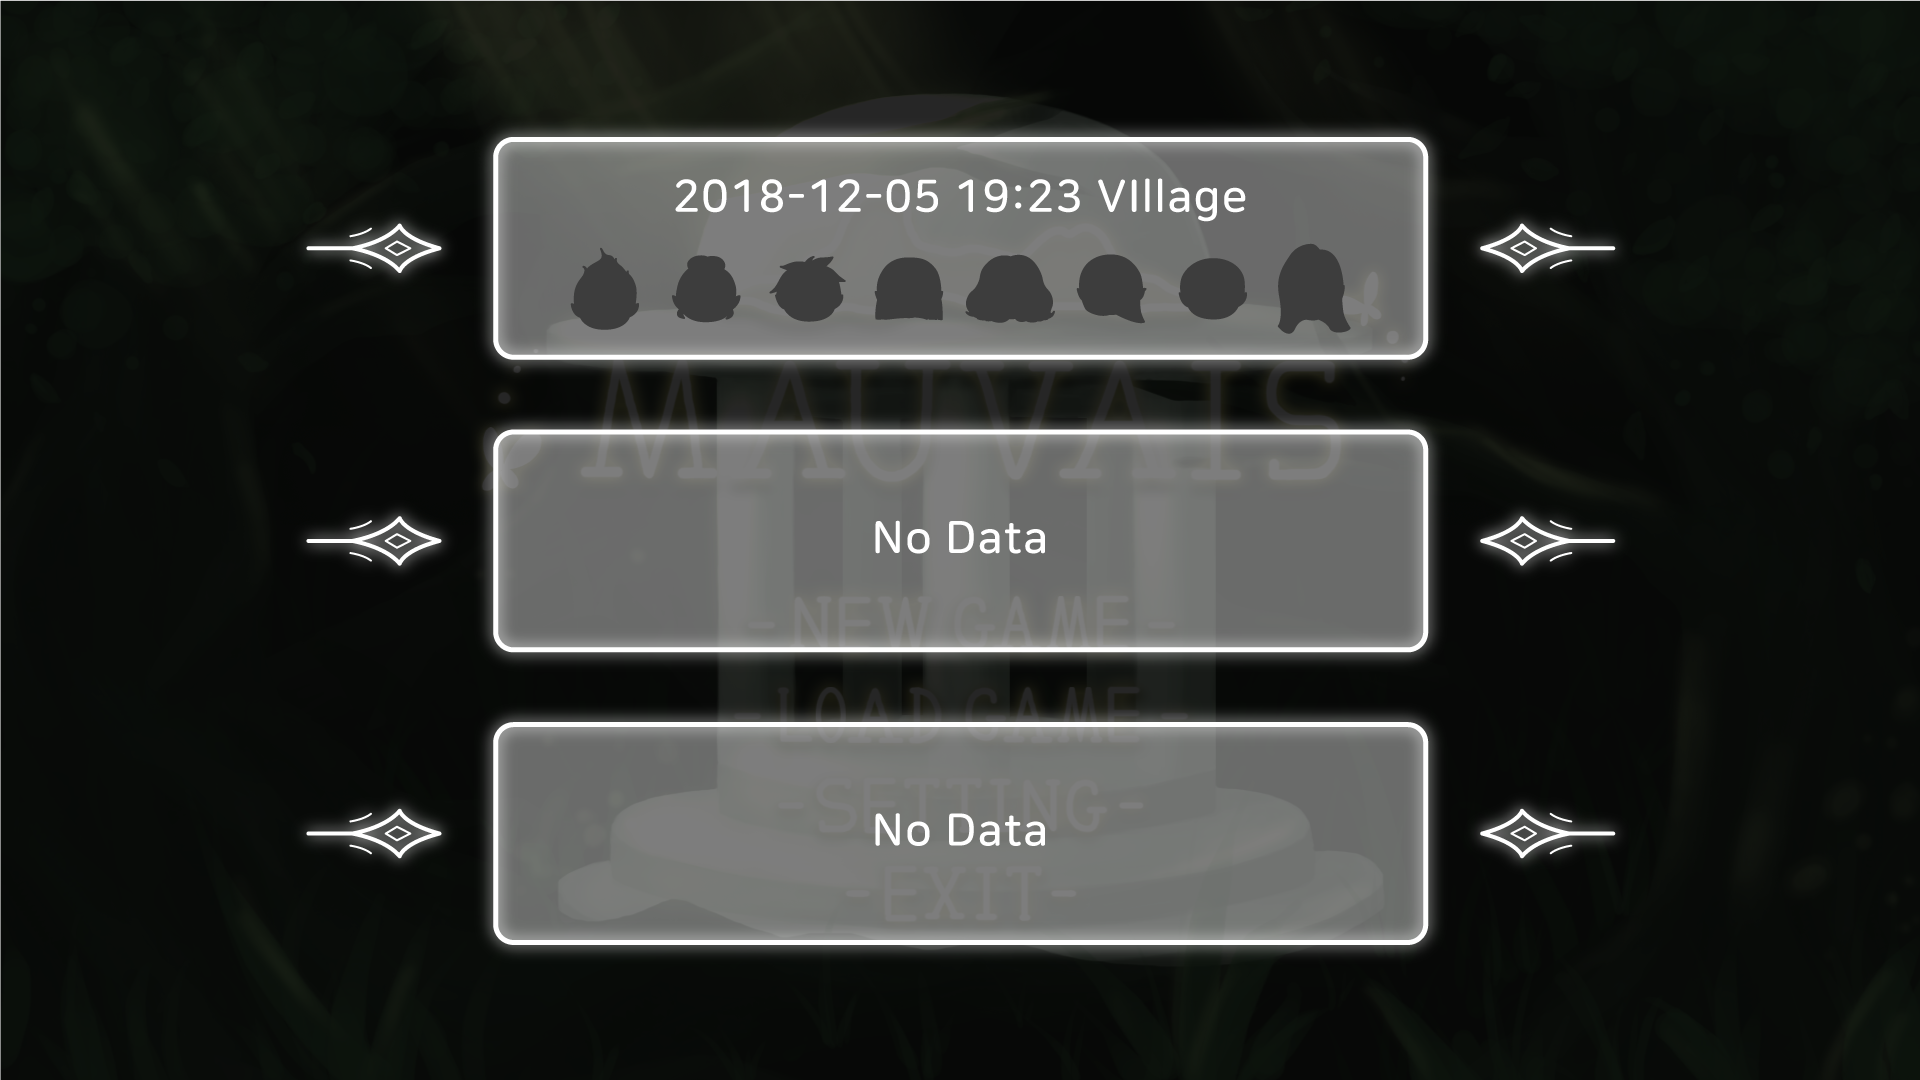 2018-12-05 19:23 VIllage
MAUVAIS
No Data
-NEW GAME-
-LOAD GAME-
-SETTING-
No Data
-EXIT-